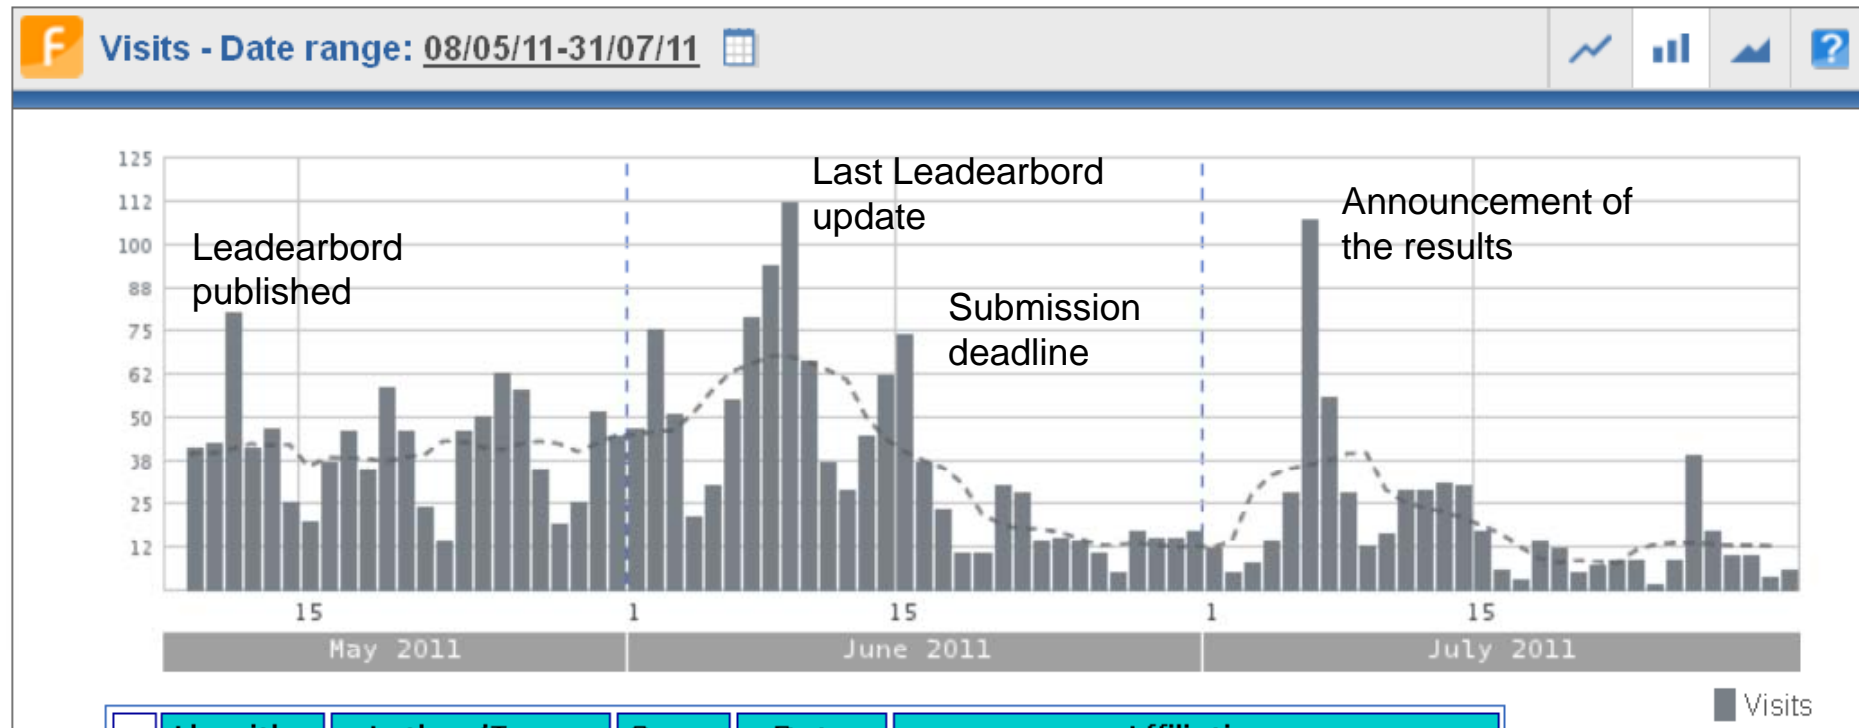 Visits - Date range: 08/05/11-31/07/11
125
112
100
88
75
62
50
38
25
12
Leadearbord
published
Last Leadearbord
update
Submission
deadline
Announcement of
the results
15 1 15 1 15
May 2011 June 2011 July 2011
Visits